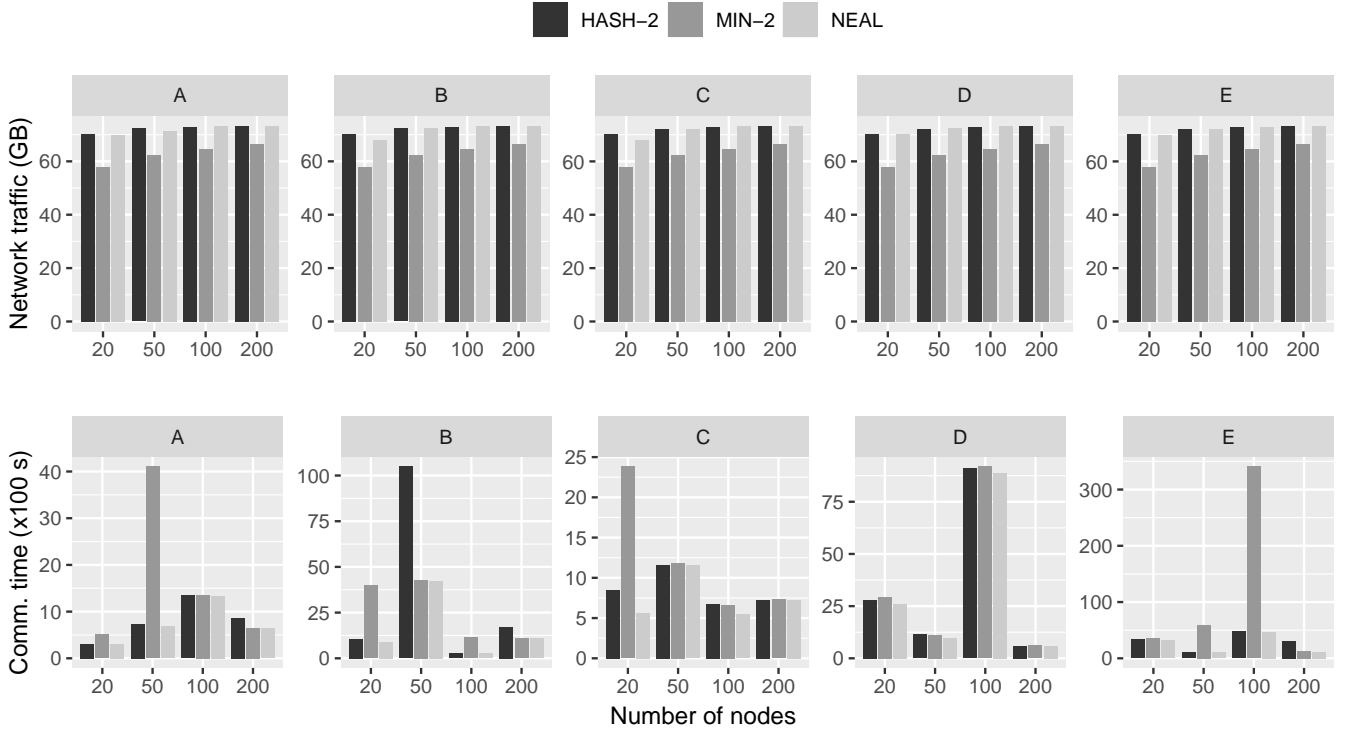 HASH−2 MIN−2 NEAL
A B C D E
Network traffic (GB)
60 60 60 60 60
40 40 40 40 40
20 20 20 20 20
0 0 0 0 0
20 50 100 200 20 50 100 200 20 50 100 200 20 50 100 200 20 50 100 200
A B C D E
Comm. time (x100 s)
40
30
20
10
0
100
75
50
25
0
25
20
15
10
5
0
75
50
25
0
300
200
100
0
20 50 100 200 20 50 100 200 20 50 100 200 20 50 100 200 20 50 100 200
Number of nodes